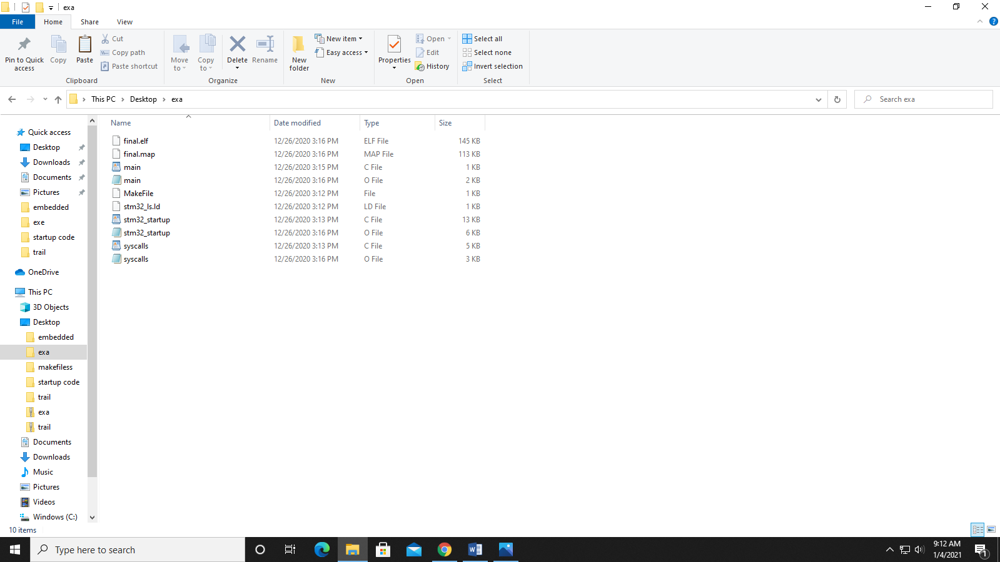 exa
File Home Share View
Pin to Quick access
Copy
Paste
Cut
Copy path
Paste shortcut
Clipboard
Move to
Copy to
Delete
Rename
Organize
New folder
New item
Easy access
New
Properties
Open
Edit
History
Open
Select all
Select none
Invert selection
Select
This PC Desktop exa
Search exa
Quick access
Desktop
Downloads
Documents
Pictures
embedded
exe
startup code
trail
OneDrive
This PC
3D Objects
Desktop
embedded
exa
makefiless
startup code
trail
exa
trail
Documents
Downloads
Music
Pictures
Videos
Windows (C:)
Name Date modified Type Size
final.elf 12/26/2020 3:16 PM ELF File 145 KB
final.map 12/26/2020 3:16 PM MAP File 113 KB
main 12/26/2020 3:15 PM C File 1 KB
main 12/26/2020 3:16 PM O File 2 KB
MakeFile 12/26/2020 3:12 PM File 1 KB
stm32_ls.ld 12/26/2020 3:12 PM LD File 1 KB
stm32_startup 12/26/2020 3:13 PM C File 13 KB
stm32_startup 12/26/2020 3:16 PM O File 6 KB
syscalls 12/26/2020 3:13 PM C File 5 KB
syscalls 12/26/2020 3:16 PM O File 3 KB
10 items
Type here to search
9:12 AM
1/4/2021
1